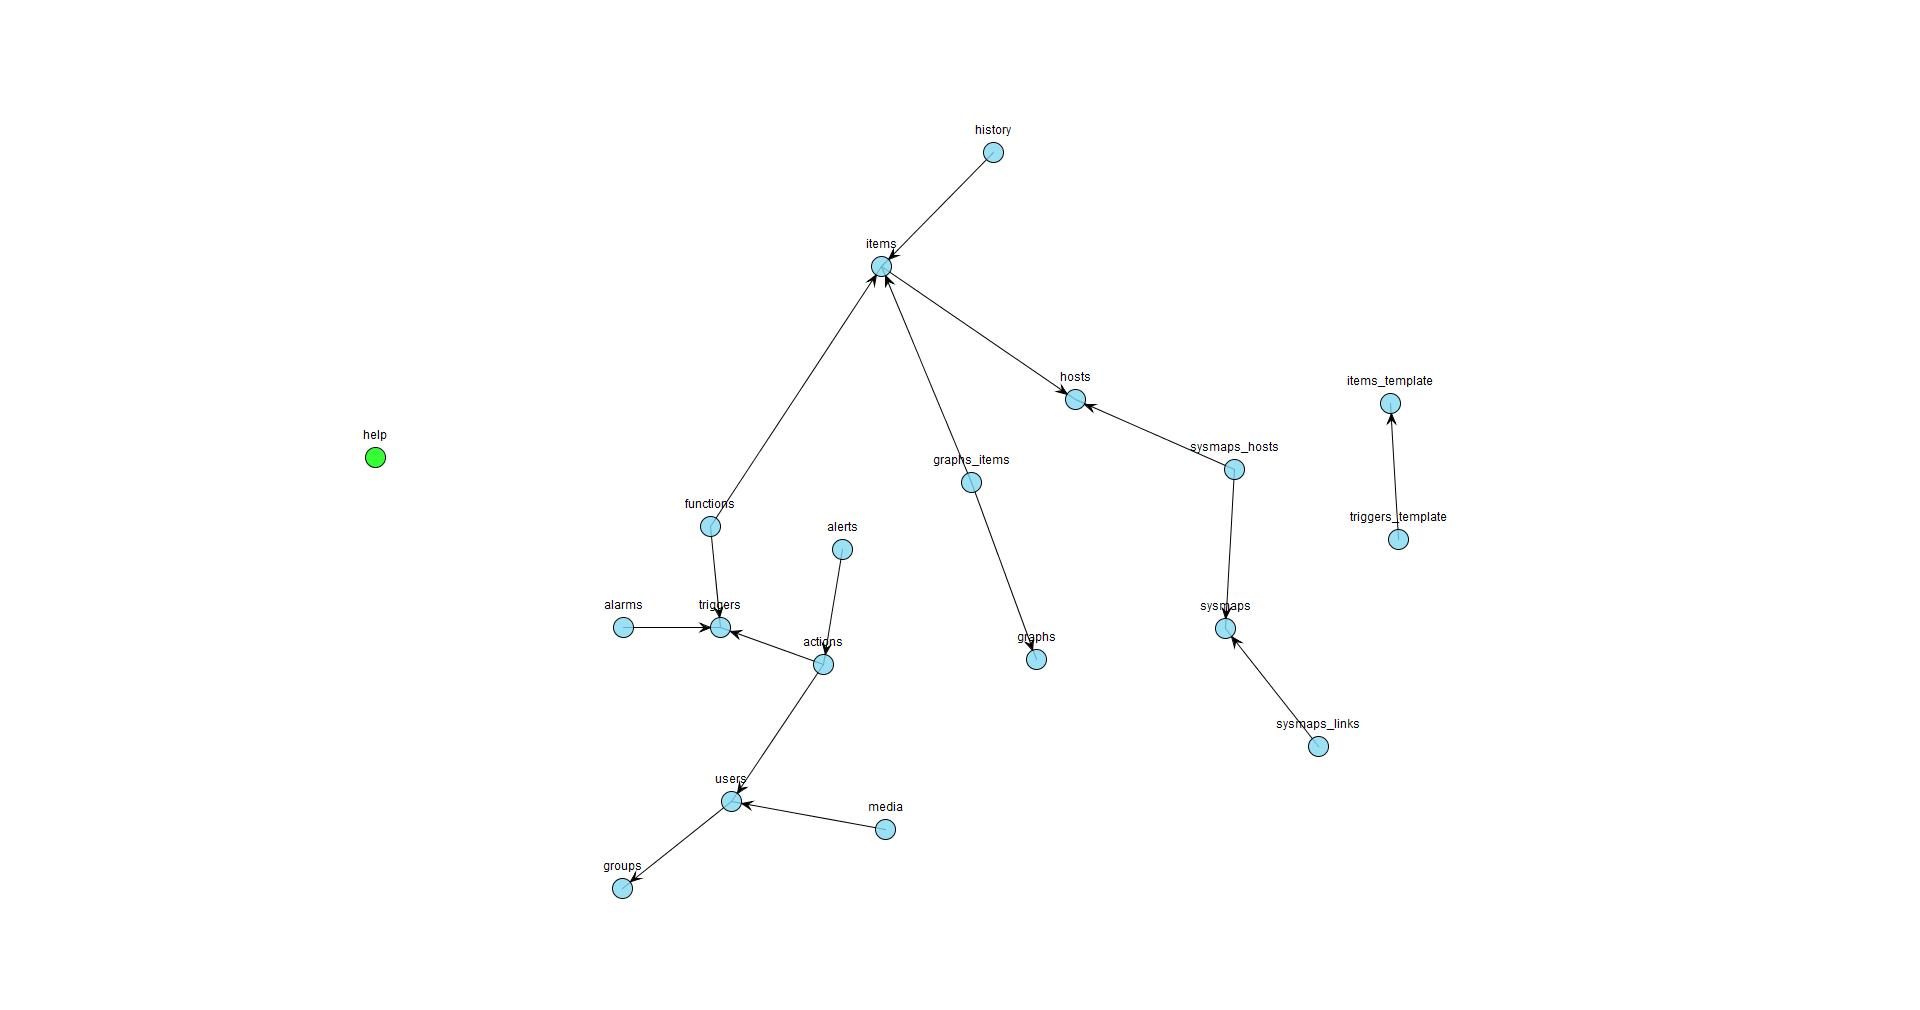 history
items
hosts
items_template
help
sysmaps_hosts
graphs_items
functions
triggers_template
alerts
alarms
triggers
sysmaps
graphs
actions
sysmaps_links
users
media
groups